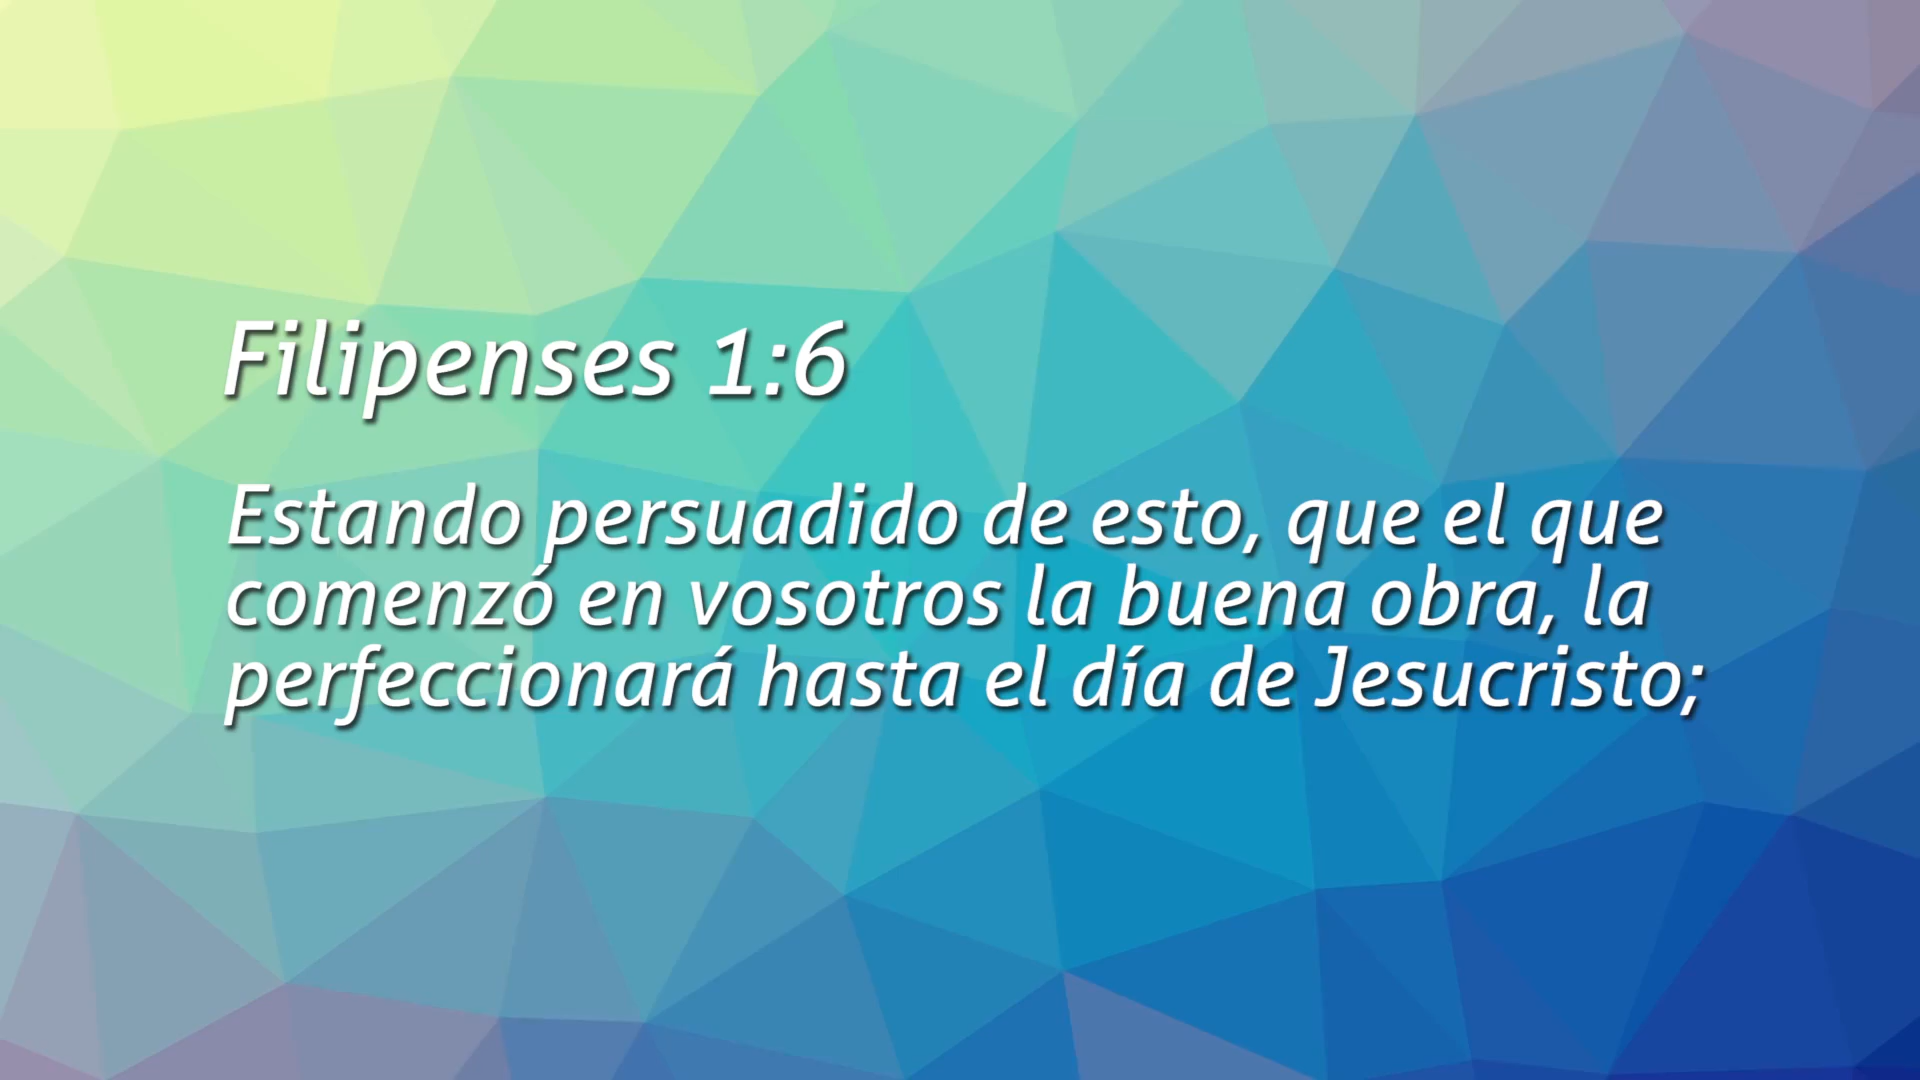 Filipenses 1:6
Estando persuadido de esto, que el que
comenzó en vosotros la buena obra, la
perfeccionará hasta el día de Jesucristo;